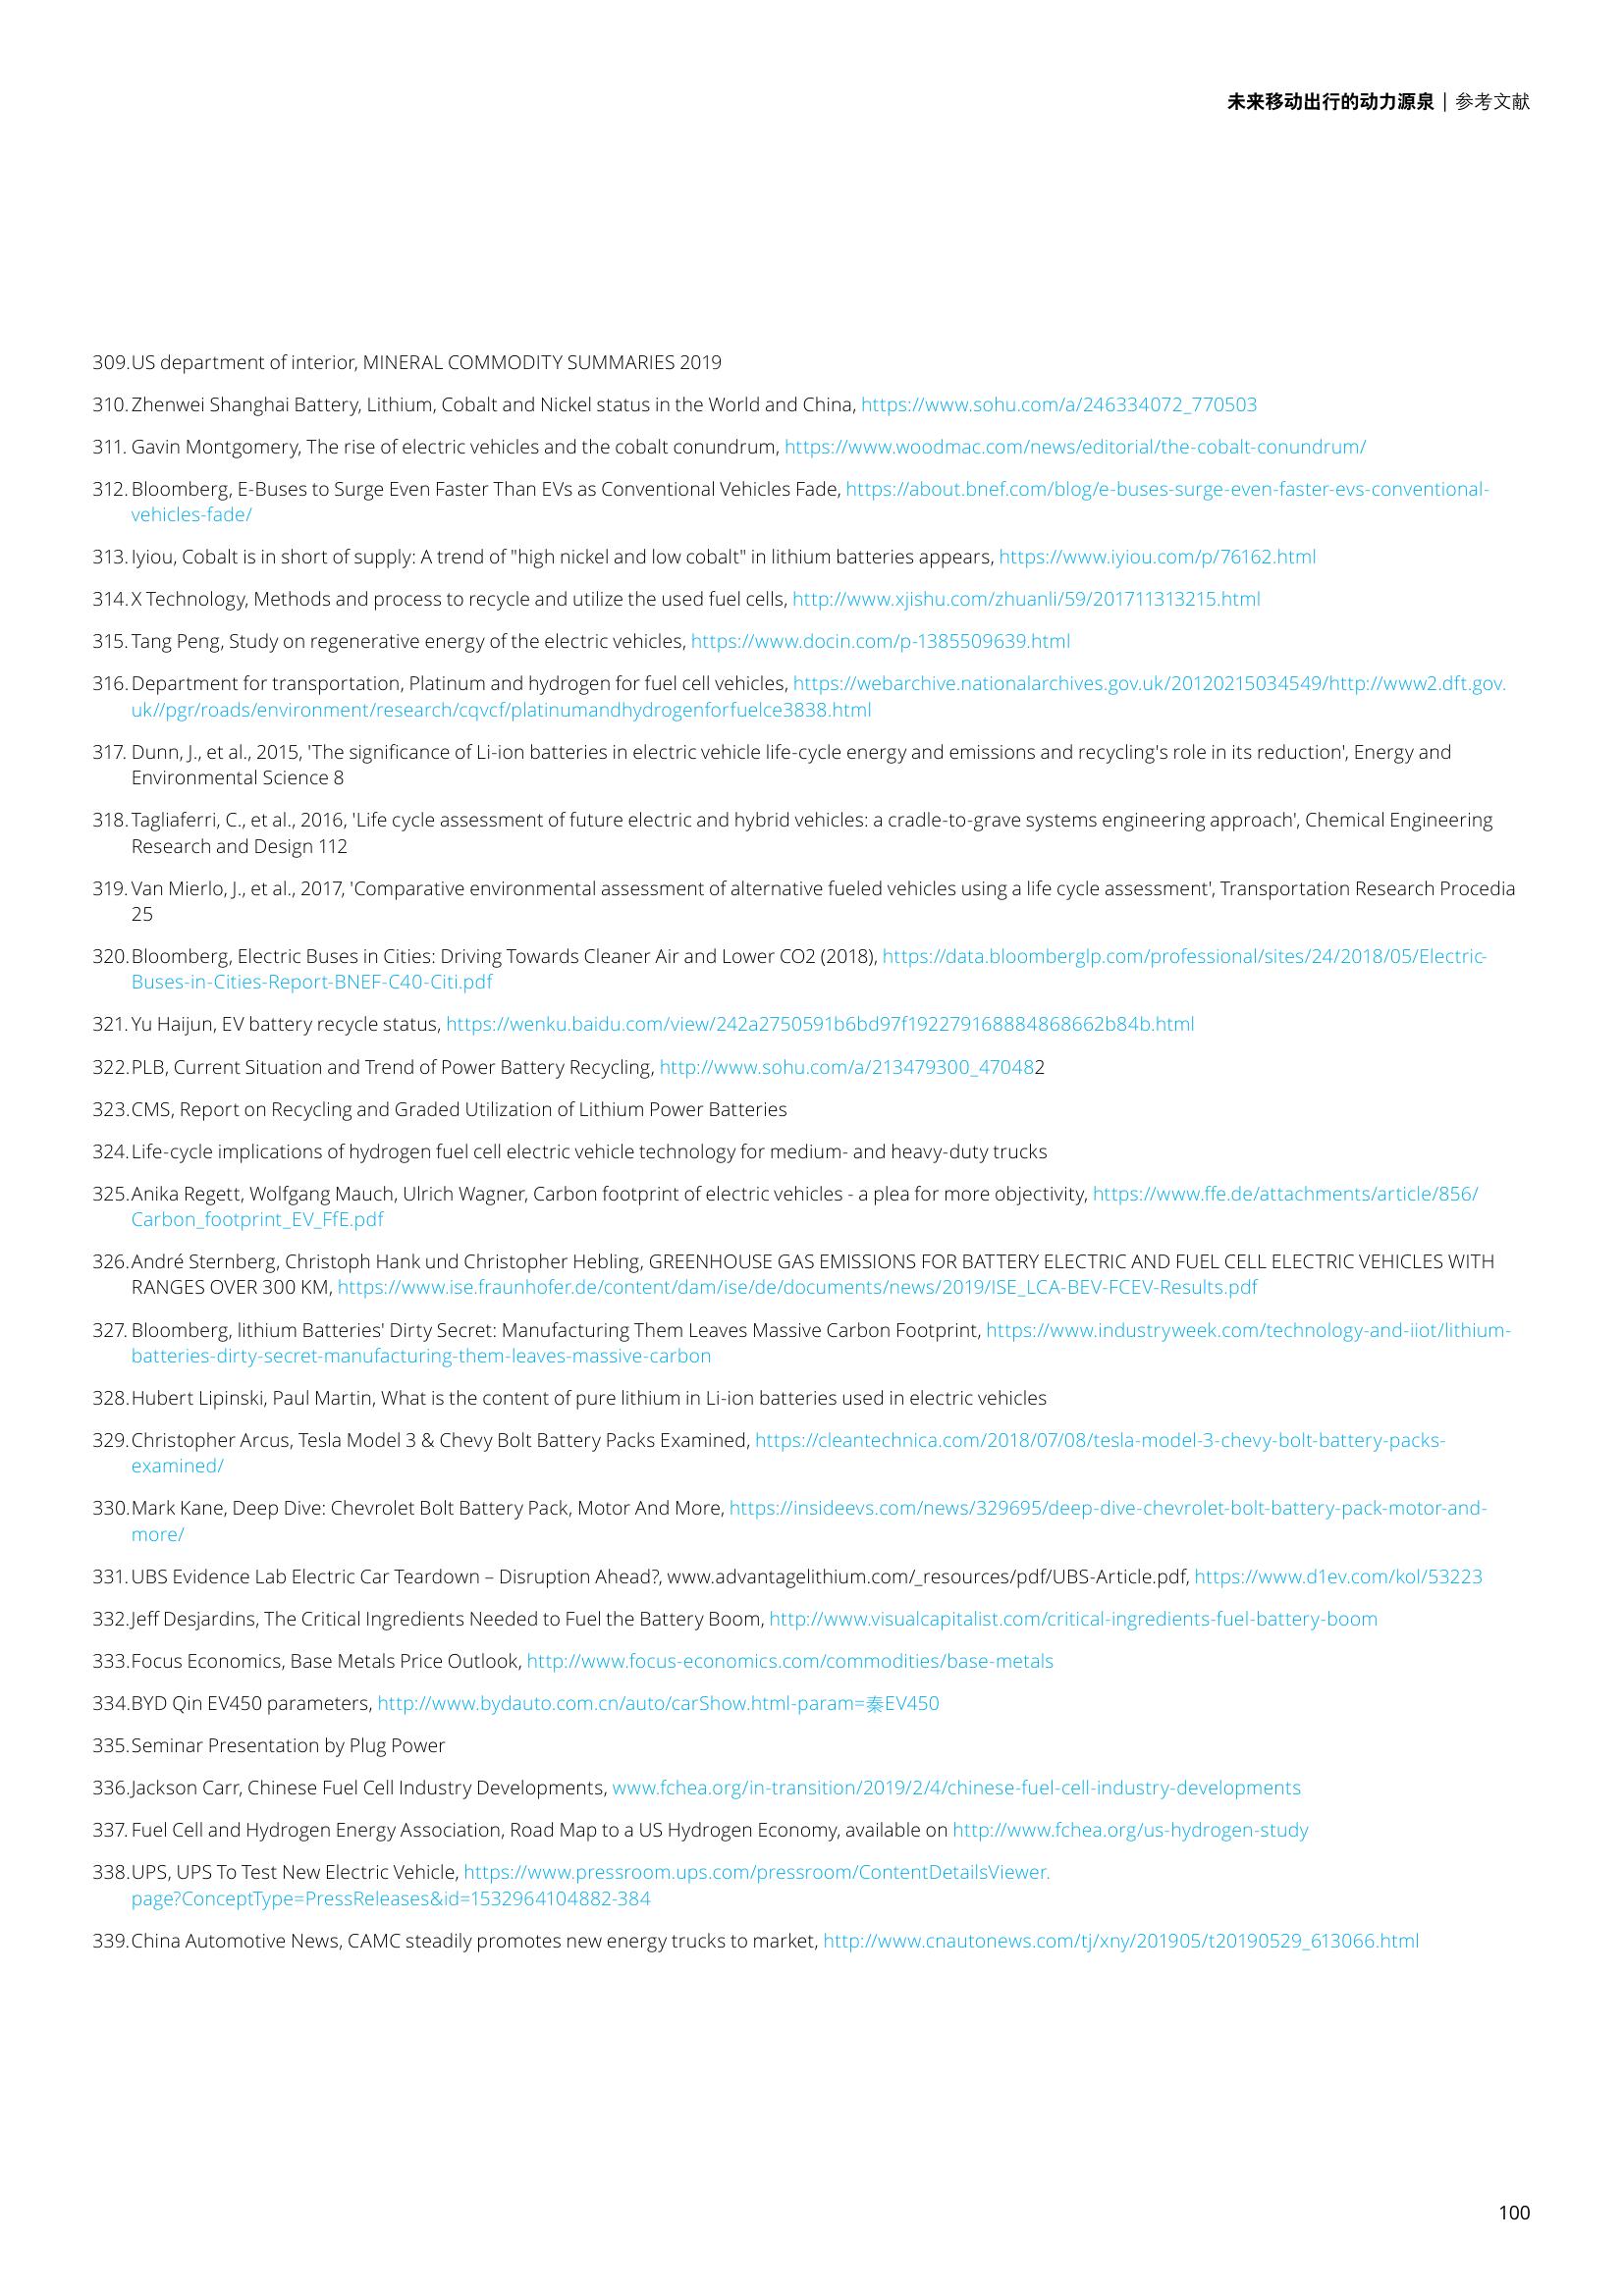 未来移动出行的动力源泉 | 参考文献
309.US department of interior, MINERAL COMMODITY SUMMARIES 2019
310.Zhenwei Shanghai Battery, Lithium, Cobalt and Nickel status in the World and China, https://www.sohu.com/a/246334072_770503
311. Gavin Montgomery, The rise of electric vehicles and the cobalt conundrum, https://www.woodmac.com/news/editorial/the-cobalt-conundrum/
312. Bloomberg, E-Buses to Surge Even Faster Than EVs as Conventional Vehicles Fade, https://about.bnef.com/blog/e-buses-surge-even-faster-evs-conventional-
vehicles-fade/
313. Iyiou, Cobalt is in short of supply: A trend of "high nickel and low cobalt" in lithium batteries appears, https://www.iyiou.com/p/76162.html
314. X Technology, Methods and process to recycle and utilize the used fuel cells, http://www.xjishu.com/zhuanli/59/201711313215.html
315. Tang Peng, Study on regenerative energy of the electric vehicles, https://www.docin.com/p-1385509639.html
316. Department for transportation, Platinum and hydrogen for fuel cell vehicles, https://webarchive.nationalarchives.gov.uk/20120215034549/http://www2.dft.gov.
uk//pgr/roads/environment/research/cqvcf/platinumandhydrogenforfuelce3838.html
317. Dunn, J., et al., 2015, 'The significance of Li-ion batteries in electric vehicle life-cycle energy and emissions and recycling's role in its reduction', Energy and
Environmental Science 8
318. Tagliaferri, C., et al., 2016, 'Life cycle assessment of future electric and hybrid vehicles: a cradle-to-grave systems engineering approach', Chemical Engineering
Research and Design 112
319. Van Mierlo, J., et al., 2017, 'Comparative environmental assessment of alternative fueled vehicles using a life cycle assessment', Transportation Research Procedia
25
320. Bloomberg, Electric Buses in Cities: Driving Towards Cleaner Air and Lower CO2 (2018), https://data.bloomberglp.com/professional/sites/24/2018/05/Electric-
Buses-in-Cities-Report-BNEF-C40-Citi.pdf
321. Yu Haijun, EV battery recycle status, https://wenku.baidu.com/view/242a2750591b6bd97f192279168884868662b84b.html
322. PLB, Current Situation and Trend of Power Battery Recycling, http://www.sohu.com/a/213479300_470482
323.CMS, Report on Recycling and Graded Utilization of Lithium Power Batteries
324.Life-cycle implications of hydrogen fuel cell electric vehicle technology for medium- and heavy-duty trucks
325.Anika Regett, Wolfgang Mauch, Ulrich Wagner, Carbon footprint of electric vehicles - a plea for more objectivity, https://www.ffe.de/attachments/article/856/
Carbon_footprint_EV_FfE.pdf
326.André Sternberg, Christoph Hank und Christopher Hebling, GREENHOUSE GAS EMISSIONS FOR BATTERY ELECTRIC AND FUEL CELL ELECTRIC VEHICLES WITH
RANGES OVER 300 KM, https://www.ise.fraunhofer.de/content/dam/ise/de/documents/news/2019/ISE_LCA-BEV-FCEV-Results.pdf
327. Bloomberg, lithium Batteries' Dirty Secret: Manufacturing Them Leaves Massive Carbon Footprint, https://www.industryweek.com/technology-and-iiot/lithium-
batteries-dirty-secret-manufacturing-them-leaves-massive-carbon
328.Hubert Lipinski, Paul Martin, What is the content of pure lithium in Li-ion batteries used in electric vehicles
329.Christopher Arcus, Tesla Model 3 & Chevy Bolt Battery Packs Examined, https://cleantechnica.com/2018/07/08/tesla-model-3-chevy-bolt-battery-packs-
examined/
330.Mark Kane, Deep Dive: Chevrolet Bolt Battery Pack, Motor And More, https://insideevs.com/news/329695/deep-dive-chevrolet-bolt-battery-pack-motor-and-
more/
331. UBS Evidence Lab Electric Car Teardown – Disruption Ahead?, www.advantagelithium.com/_resources/pdf/UBS-Article.pdf, https://www.d1ev.com/kol/53223
332.Jeff Desjardins, The Critical Ingredients Needed to Fuel the Battery Boom, http://www.visualcapitalist.com/critical-ingredients-fuel-battery-boom
333.Focus Economics, Base Metals Price Outlook, http://www.focus-economics.com/commodities/base-metals
334.BYD Qin EV450 parameters, http://www.bydauto.com.cn/auto/carShow.html-param=秦EV450
335.Seminar Presentation by Plug Power
336.Jackson Carr, Chinese Fuel Cell Industry Developments, www.fchea.org/in-transition/2019/2/4/chinese-fuel-cell-industry-developments
337. Fuel Cell and Hydrogen Energy Association, Road Map to a US Hydrogen Economy, available on http://www.fchea.org/us-hydrogen-study
338.UPS, UPS To Test New Electric Vehicle, https://www.pressroom.ups.com/pressroom/ContentDetailsViewer.
page?ConceptType=PressReleases&id=1532964104882-384
339.China Automotive News, CAMC steadily promotes new energy trucks to market, http://www.cnautonews.com/tj/xny/201905/t20190529_613066.html
100